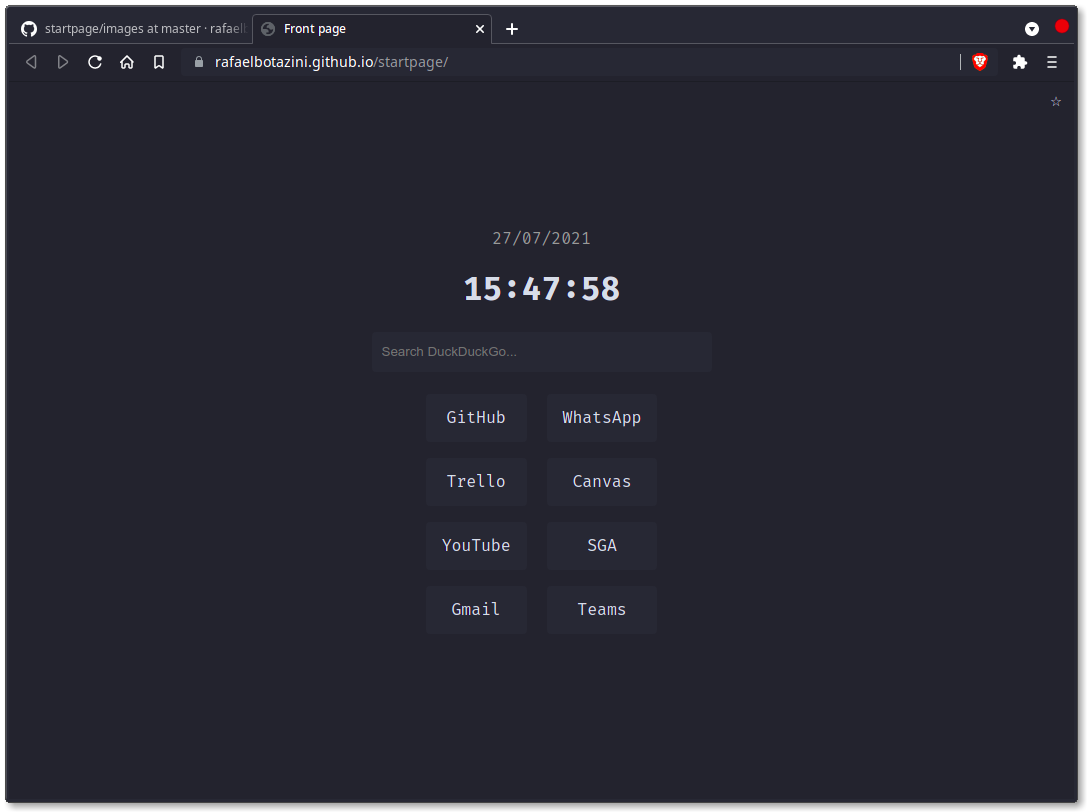 startpage/images at master · rafael
Front page
rafaelbotazini.github.io/startpage/
27/07/2021
15:47:58
Search DuckDuckGo...
GitHub WhatsApp
Trello Canvas
YouTube SGA
Gmail Teams